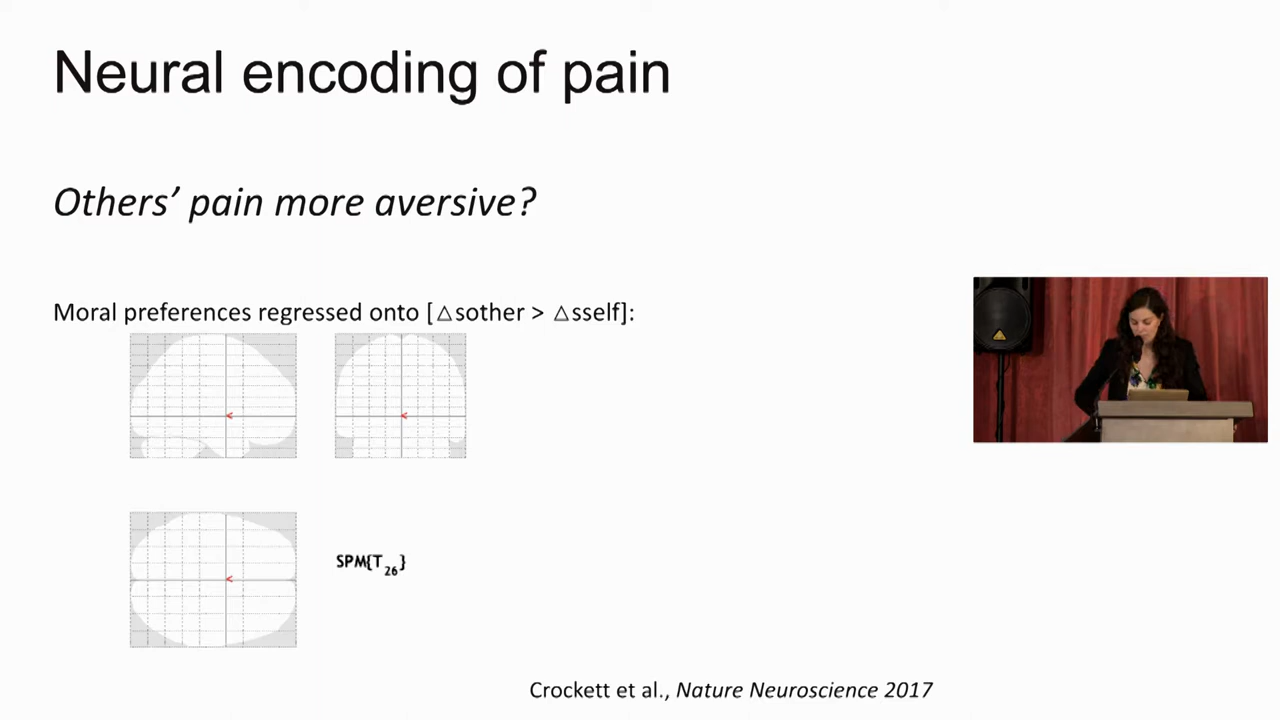 Neural encoding of pain
Others’ pain more aversive?
Moral preferences regressed onto [△sother > △sself]:
SPM{T26}
Crockett et al., Nature Neuroscience 2017